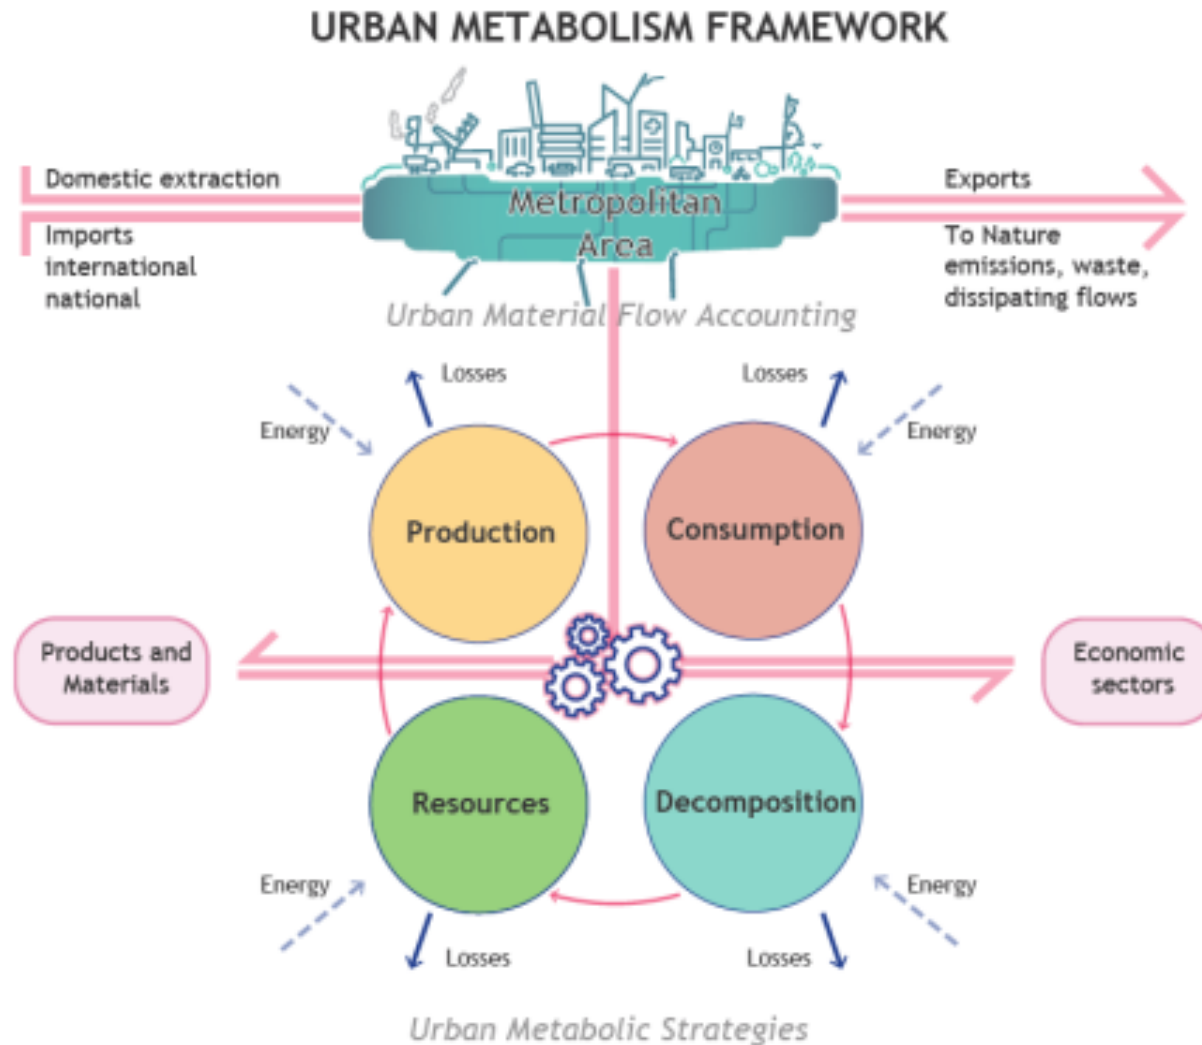 URBAN METABOLISM FRAMEWORK
Domestic extraction
Imports
international
national
Metropolitan
Area
Exports
To Nature
emissions, waste,
dissipating flows
Urban Material Flow Accounting
Losses
Losses
Energy
Energy
Production
Consumption
Products and
Materials
Economic
sectors
Resources
Decomposition
Energy
Energy
Losses
Losses
Urban Metabolic Strategies